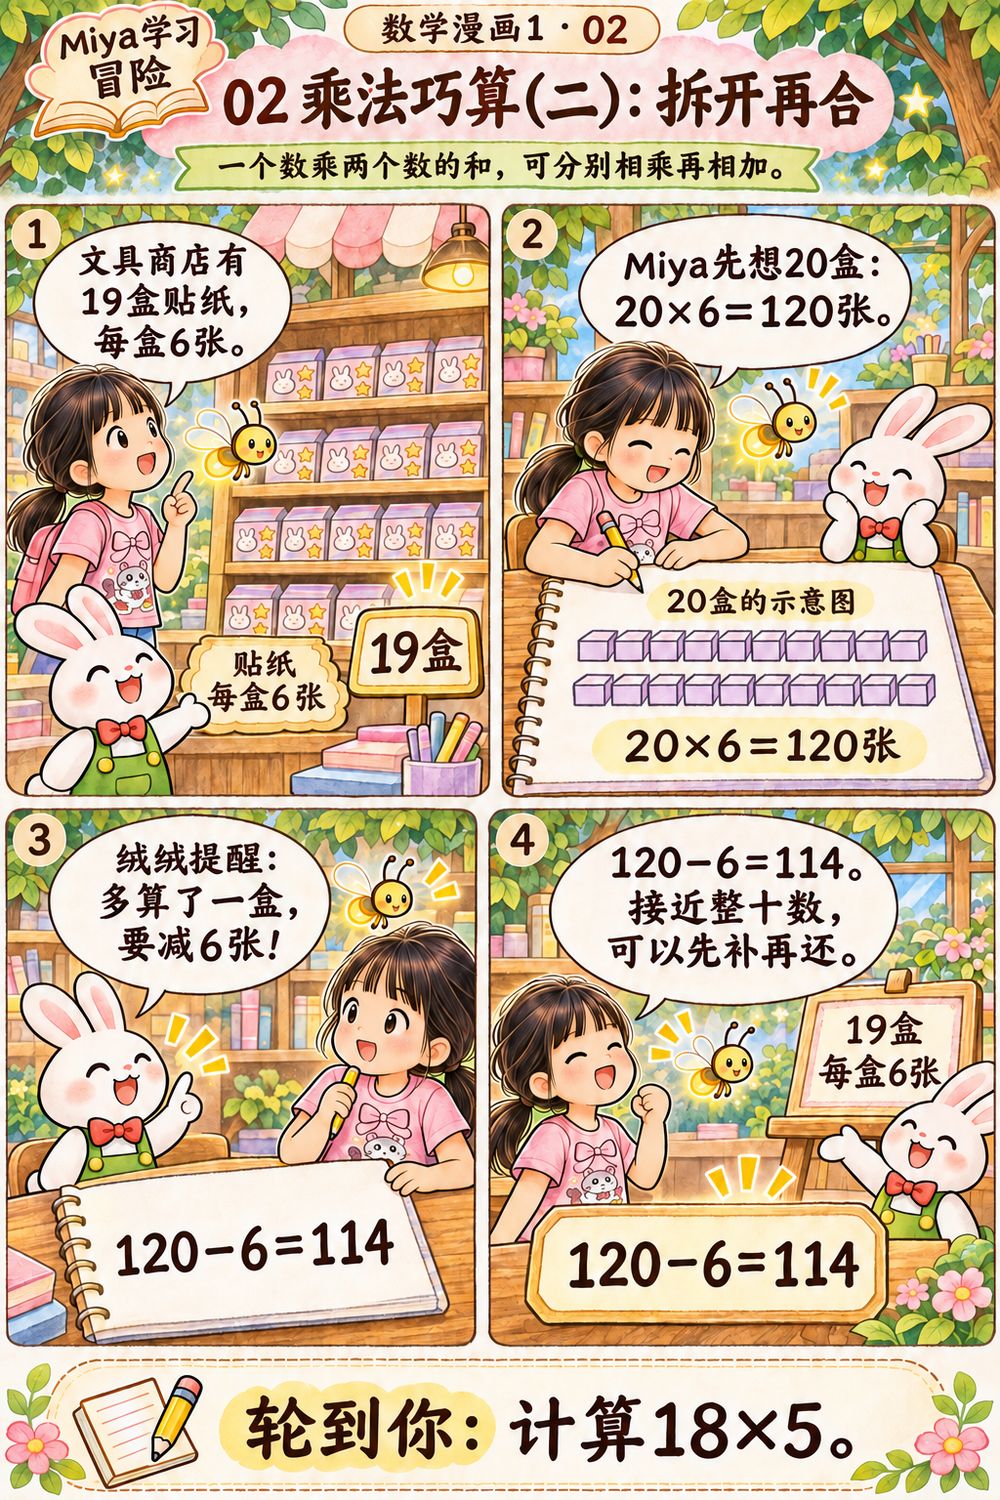 Miya学习
冒险
数学漫画1·02
02 乘法巧算(二)：拆开再合
一个数乘两个数的和，可分别相乘再相加。
1
文具商店有
19盒贴纸，
每盒6张。
贴纸
每盒6张
19盒
2
Miya先想20盒：
20×6=120张。
20盒的示意图
20×6=120张
3
绒绒提醒：
多算了一盒，
要减6张！
120-6=114
4
120-6=114。
接近整十数，
可以先补再还。
19盒
每盒6张
120-6=114
轮到你：计算18×5。